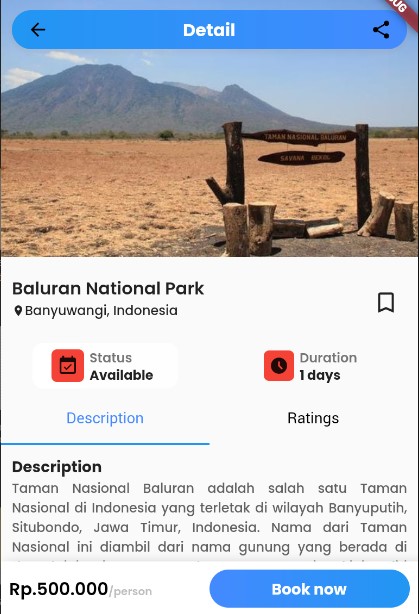 Detail
TAMAN NASIONAL BALURAN
SAVANA BEKOL
Baluran National Park
Banyuwangi, Indonesia
Status
Available
Duration
1 days
Description
Ratings
Description
Taman Nasional Baluran adalah salah satu Taman
Nasional di Indonesia yang terletak di wilayah Banyuputih,
Situbondo, Jawa Timur, Indonesia. Nama dari Taman
Nasional ini diambil dari nama gunung yang berada di
Rp.500.000/person
Book now